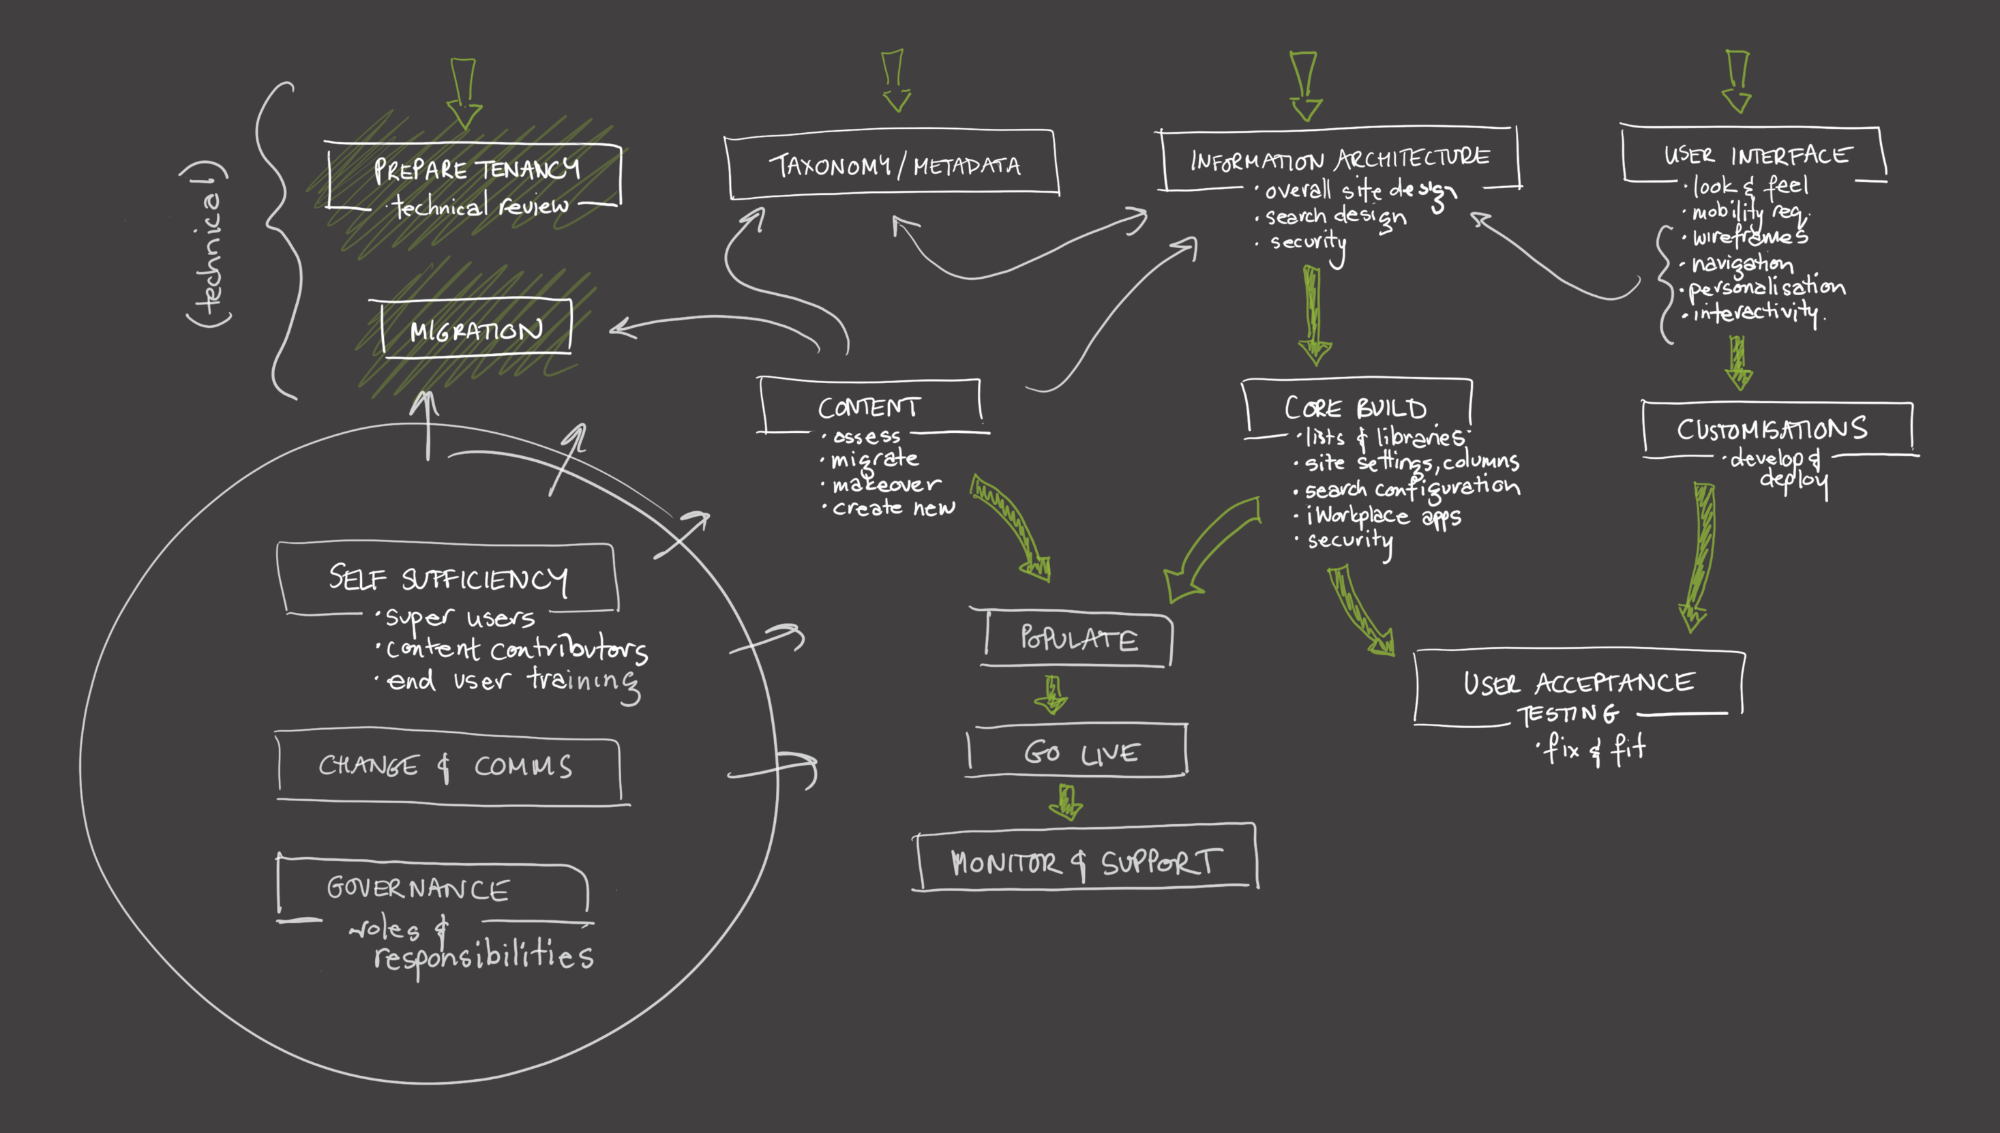 (technical)
PREPARE TENANCY
technical review
MIGRATION
TAXONOMY/METADATA
INFORMATION ARCHITECTURE
· overall site design
· search design
· security
USER INTERFACE
· look & feel
· mobility req.
· wireframes
· navigation
· personalisation
· interactivity.
CONTENT
· assess
· migrate
· makeover
· create new
CORE BUILD
· lists & libraries
· site settings, columns
· search configuration
· iWorkplace apps
· security
CUSTOMISATIONS
· develop &
deploy
SELF SUFFICIENCY
· super users
· content contributors
· end user training
CHANGE & COMMS
GOVERNANCE
roles &
responsibilities
POPULATE
GO LIVE
MONITOR & SUPPORT
USER ACCEPTANCE
TESTING
· fix & fit